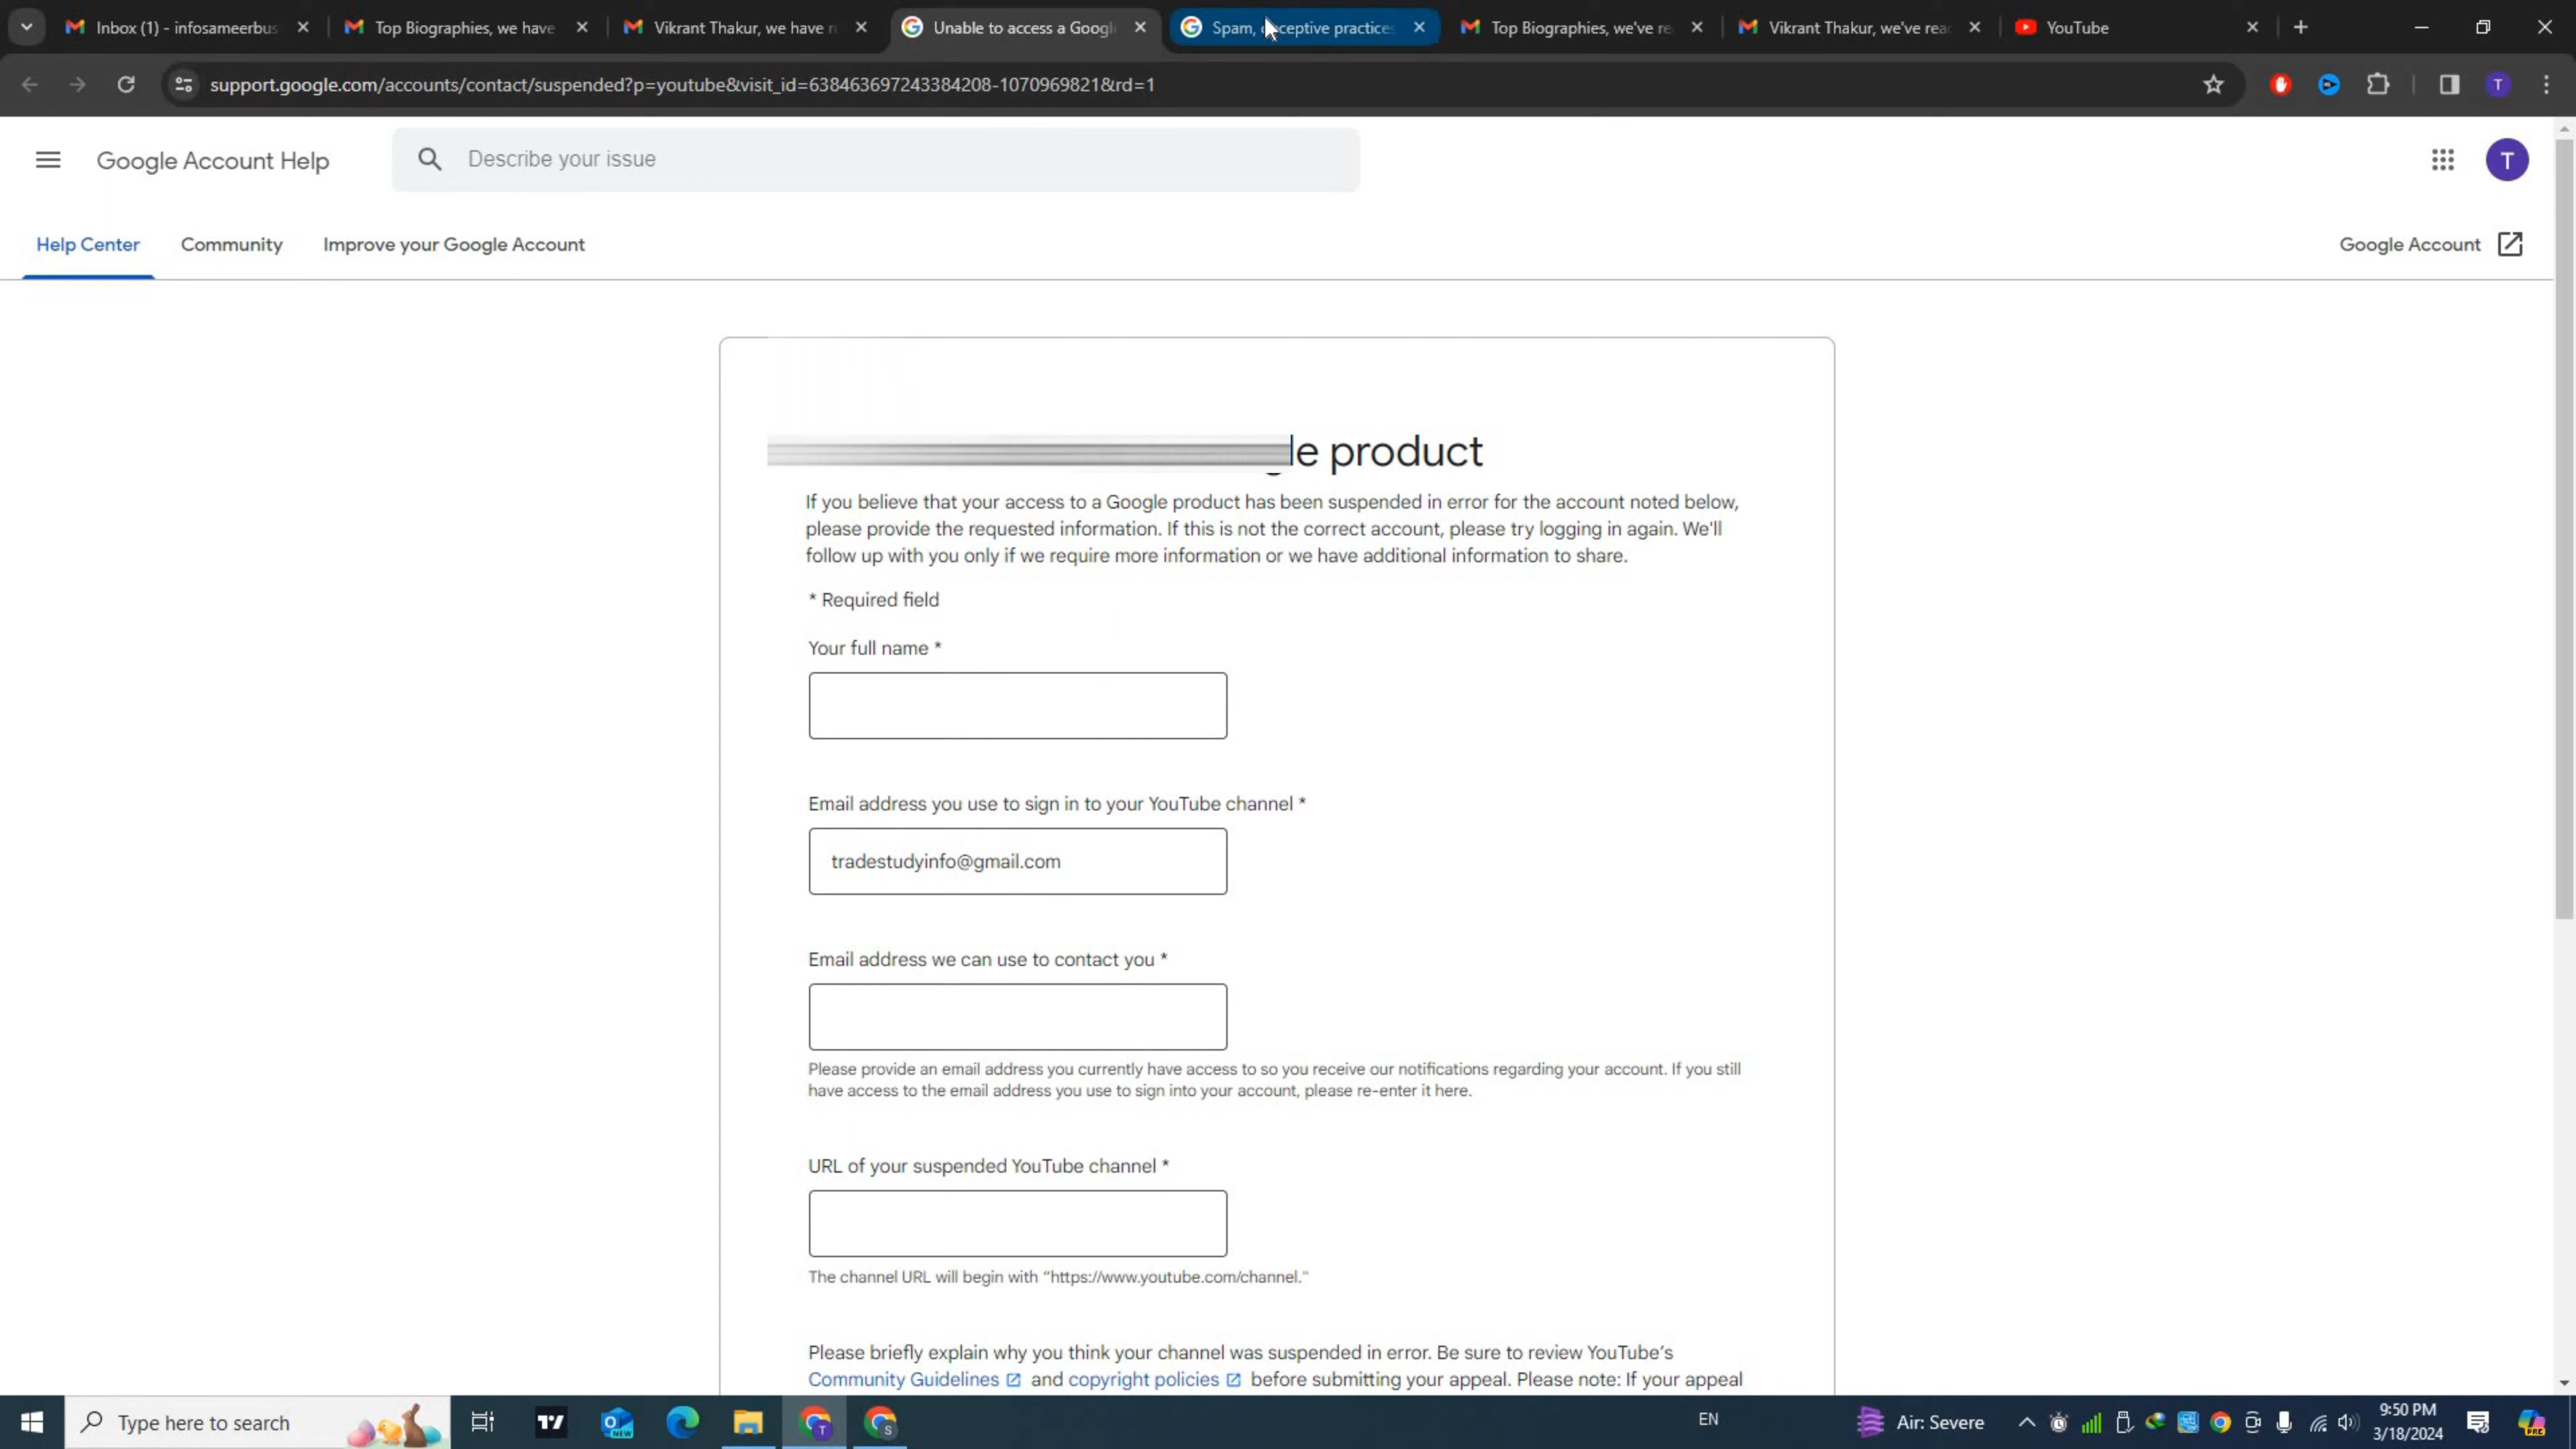 Inbox (1) - infosameerbus
Top Biographies, we have
Vikrant Thakur, we have r
Unable to access a Googl
Spam, ceptive practices
Top Biographies, we've re
Vikrant Thakur, we've reac
YouTube
support.google.com/accounts/contact/suspended?p=youtube&visit_id=638463697243384208-1070969821&rd=1
T
Google Account Help
Describe your issue
T
Help Center
Community
Improve your Google Account
Google Account
le product
If you believe that your access to a Google product has been suspended in error for the account noted below,
please provide the requested information. If this is not the correct account, please try logging in again. We'll
follow up with you only if we require more information or we have additional information to share.
* Required field
Your full name *
Email address you use to sign in to your YouTube channel *
tradestudyinfo@gmail.com
Email address we can use to contact you *
Please provide an email address you currently have access to so you receive our notifications regarding your account. If you still
have access to the email address you use to sign into your account, please re-enter it here.
URL of your suspended YouTube channel *
The channel URL will begin with “https://www.youtube.com/channel.”
Please briefly explain why you think your channel was suspended in error. Be sure to review YouTube’s
Community Guidelines and copyright policies before submitting your appeal. Please note: If your appeal
Type here to search
EN
Air: Severe
9:50 PM
3/18/2024